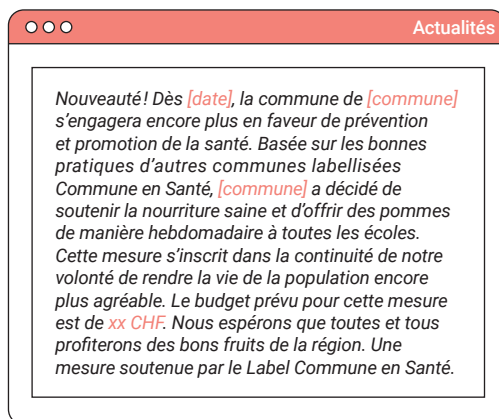 Actualités
Nouveauté ! Dès [date], la commune de [commune]
s’engagera encore plus en faveur de prévention
et promotion de la santé. Basée sur les bonnes
pratiques d’autres communes labellisées
Commune en Santé, [commune] a décidé de
soutenir la nourriture saine et d’offrir des pommes
de manière hebdomadaire à toutes les écoles.
Cette mesure s’inscrit dans la continuité de notre
volonté de rendre la vie de la population encore
plus agréable. Le budget prévu pour cette mesure
est de xx CHF. Nous espérons que toutes et tous
profiterons des bons fruits de la région. Une
mesure soutenue par le Label Commune en Santé.